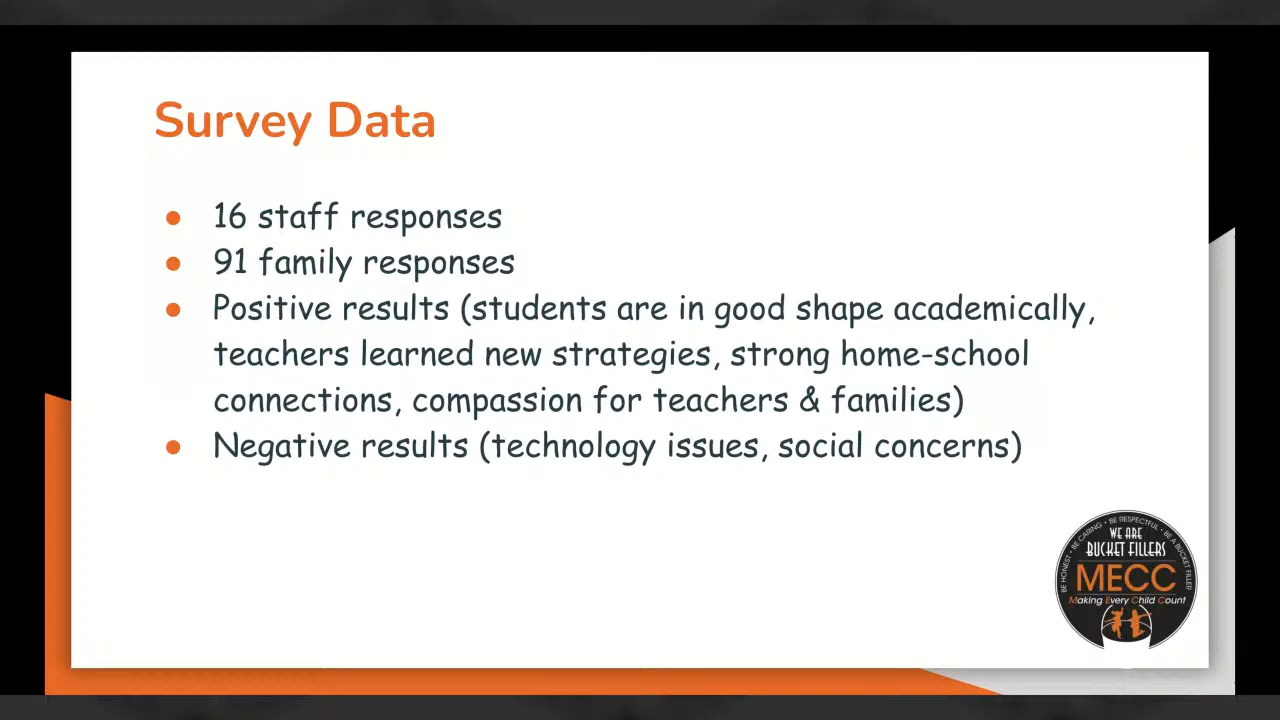 Survey Data
● 16 staff responses
● 91 family responses
● Positive results (students are in good shape academically,
teachers learned new strategies, strong home-school
connections, compassion for teachers & families)
● Negative results (technology issues, social concerns)
BE HONEST • BE CARING • BE RESPECTFUL • BE A BUCKET FILLER
WE ARE
BUCKET FILLERS
MECC
Making Every Child Count